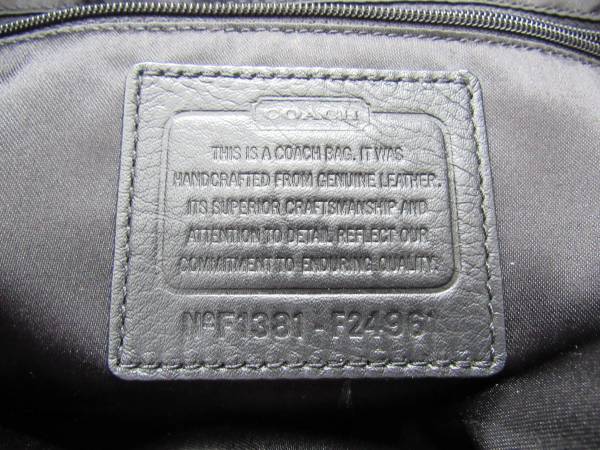 COACH
THIS IS A COACH BAG. IT WAS
HANDCRAFTED FROM GENUINE LEATHER.
ITS SUPERIOR CRAFTSMANSHIP AND
ATTENTION TO DETAIL REFLECT OUR
COMMITMENT TO ENDURING QUALITY.
Nº F1381 - F24961